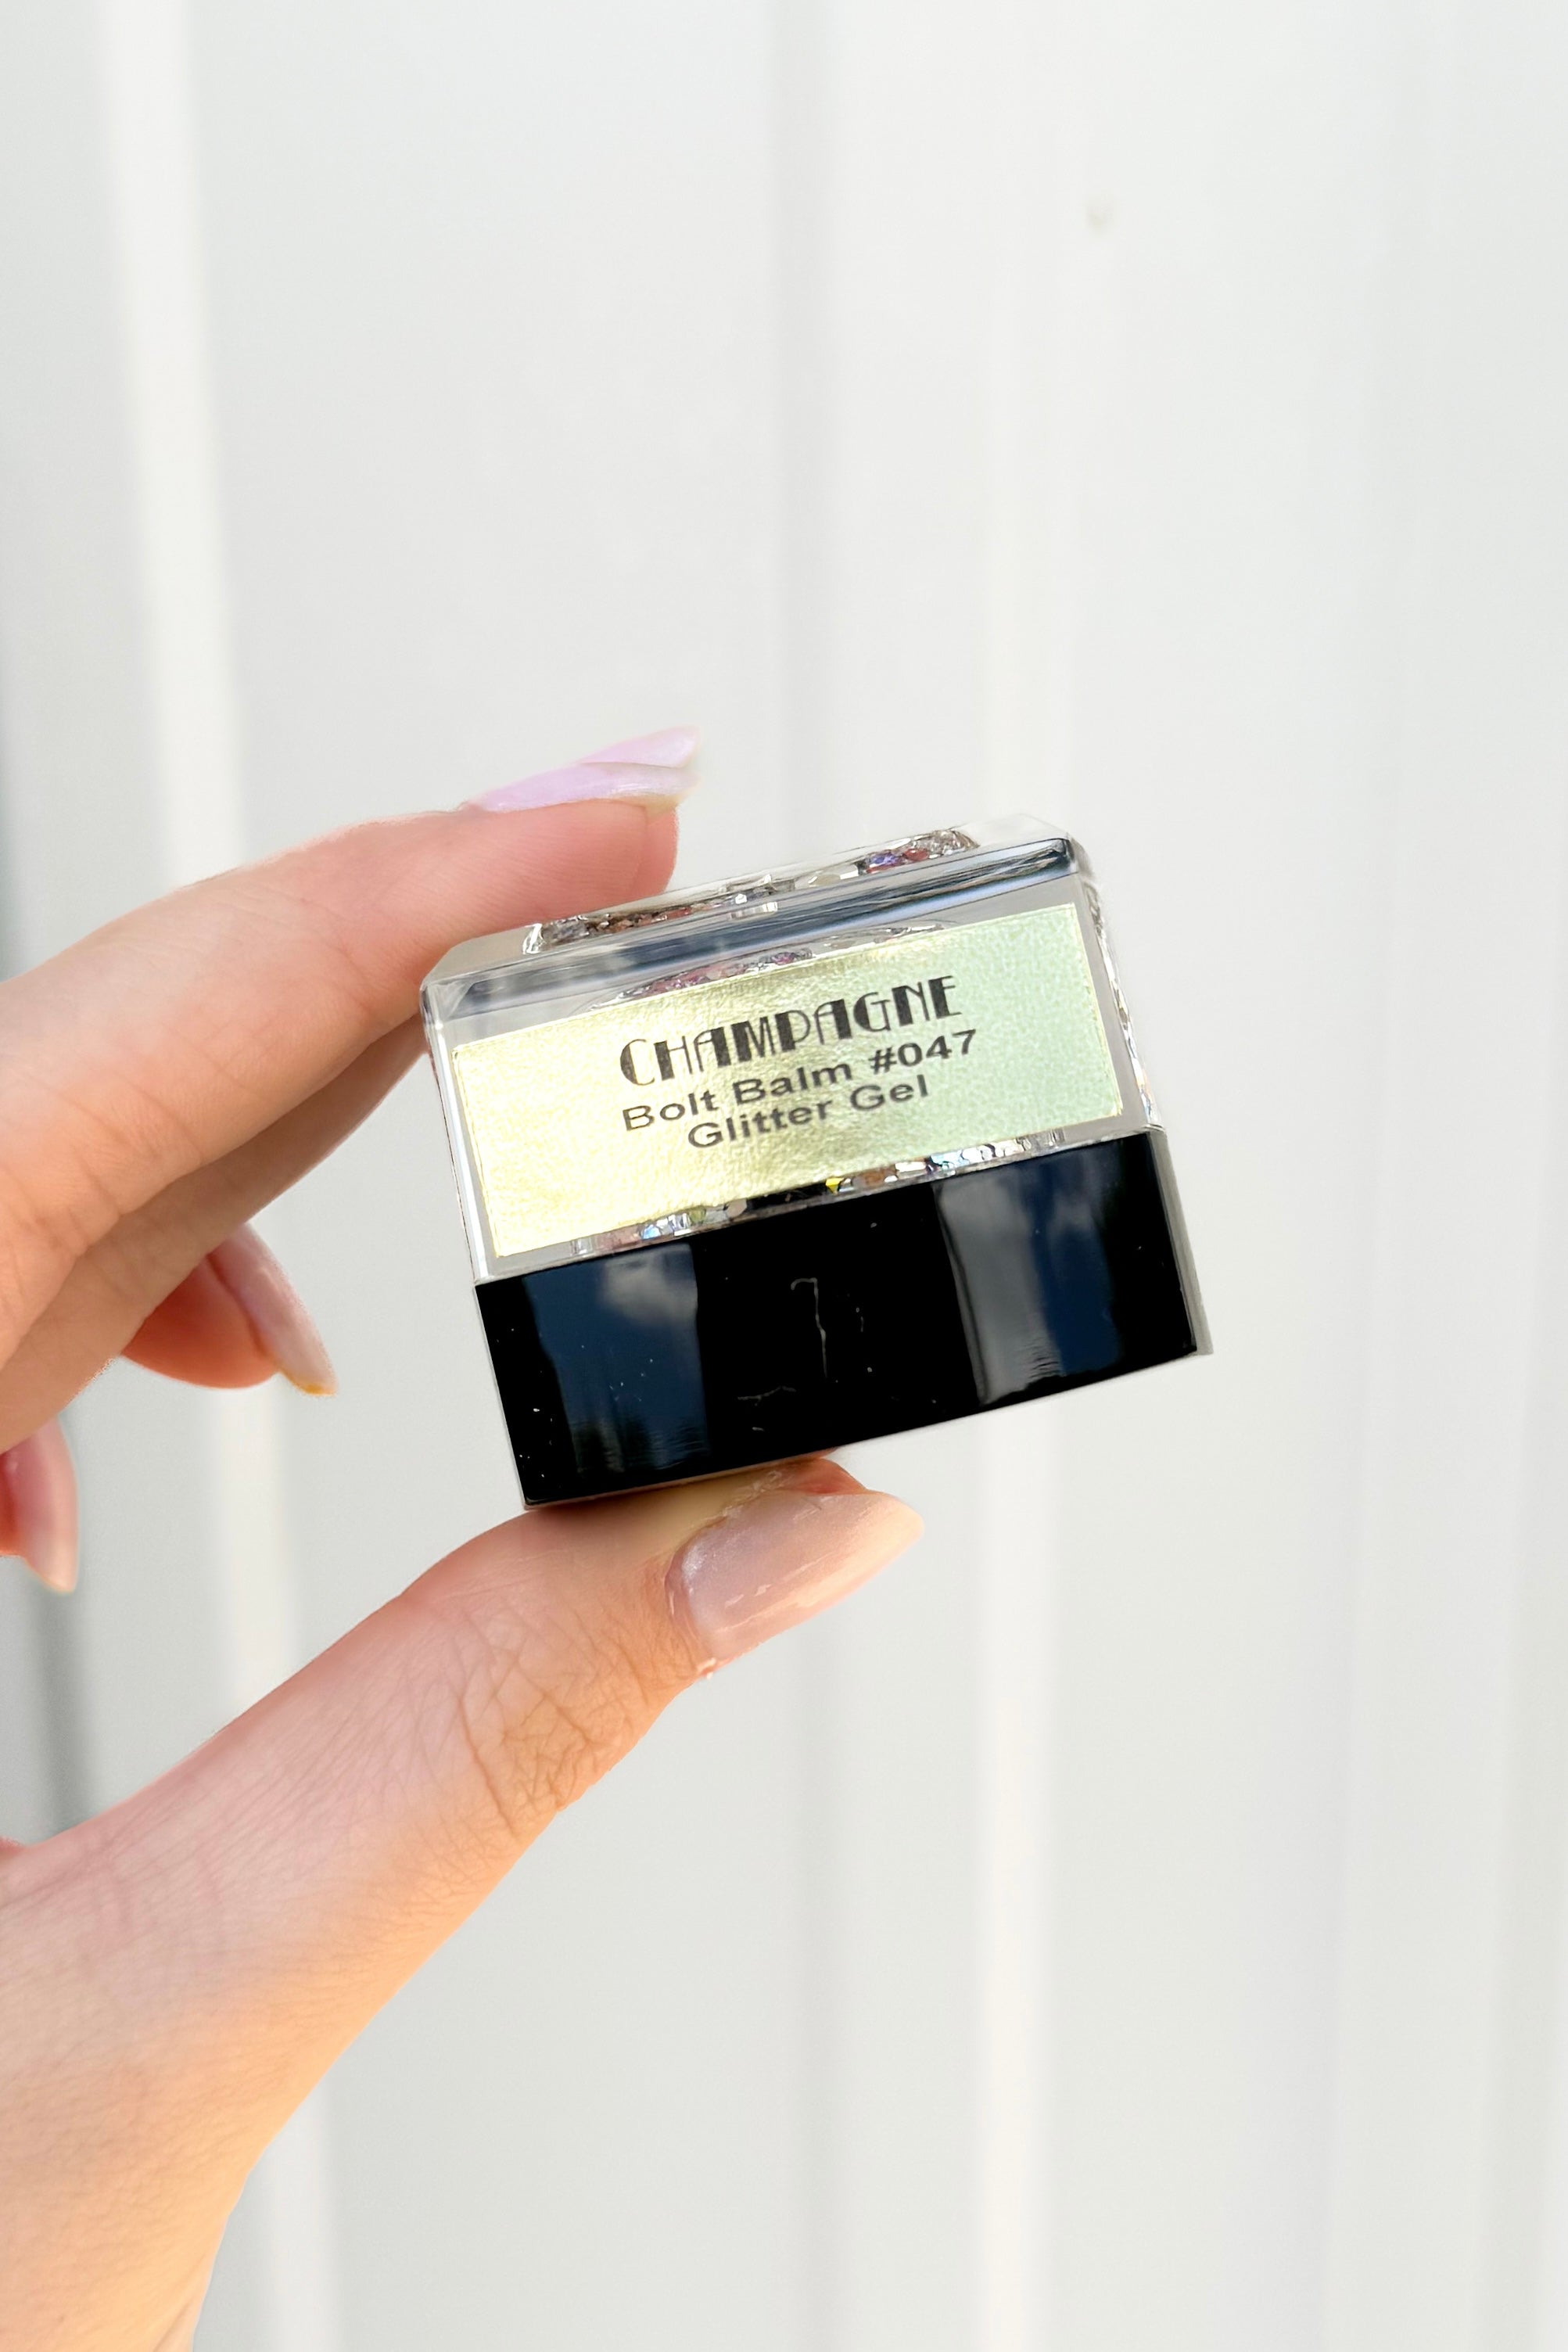 CHAMPAGNE
Bolt Balm #047
Glitter Gel